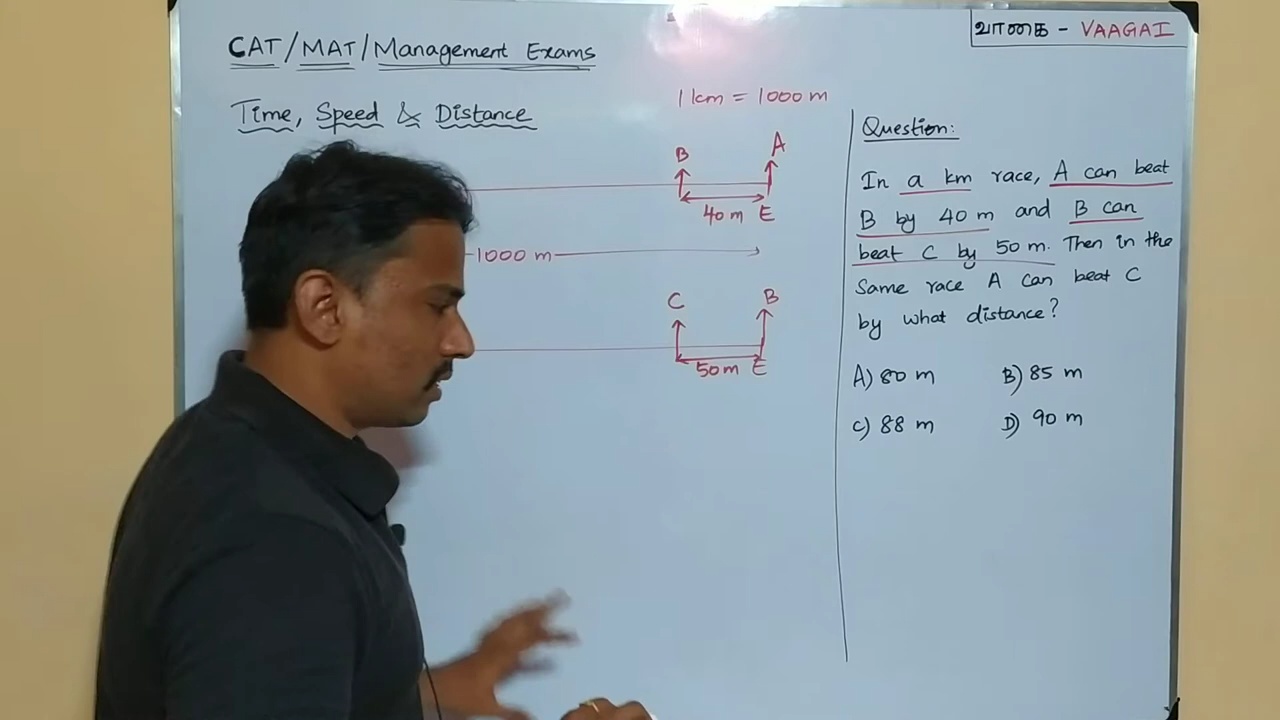 CAT/MAT/Management Exams
வாகை - VAAGAI
Time, Speed & Distance
1 km = 1000 m
B
A
40 m E
1000 m
C
B
50 m E
Question:
In a km race, A can beat
B by 40 m and B can
beat C by 50 m. Then in the
Same race A can beat C
by what distance?
A) 80 m B) 85 m
C) 88 m D) 90 m